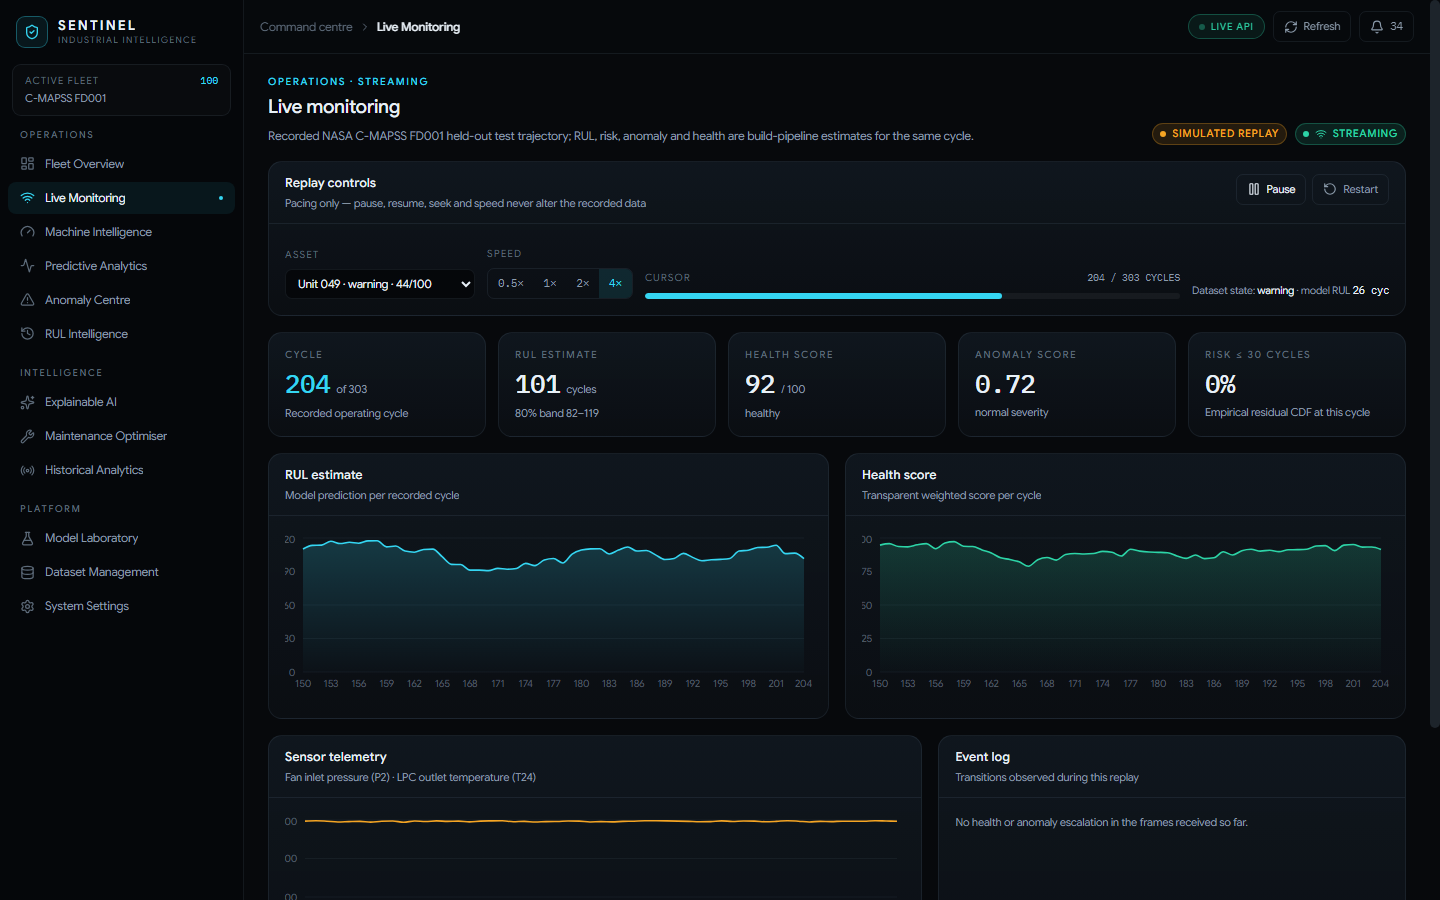 SENTINEL
INDUSTRIAL INTELLIGENCE
ACTIVE FLEET 100
C-MAPSS FD001
OPERATIONS
Fleet Overview
Live Monitoring
Machine Intelligence
Predictive Analytics
Anomaly Centre
RUL Intelligence
INTELLIGENCE
Explainable AI
Maintenance Optimiser
Historical Analytics
PLATFORM
Model Laboratory
Dataset Management
System Settings
Command centre > Live Monitoring
LIVE API
Refresh
34
OPERATIONS · STREAMING
Live monitoring
Recorded NASA C-MAPSS FD001 held-out test trajectory; RUL, risk, anomaly and health are build-pipeline estimates for the same cycle.
SIMULATED REPLAY
STREAMING
Replay controls
Pacing only — pause, resume, seek and speed never alter the recorded data
Pause
Restart
ASSET
Unit 049 · warning · 44/100
SPEED
0.5× 1× 2× 4×
CURSOR 204 / 303 CYCLES
Dataset state: warning · model RUL 26 cyc
CYCLE
204 of 303
Recorded operating cycle
RUL ESTIMATE
101 cycles
80% band 82–119
HEALTH SCORE
92 / 100
healthy
ANOMALY SCORE
0.72
normal severity
RISK ≤ 30 CYCLES
0%
Empirical residual CDF at this cycle
RUL estimate
Model prediction per recorded cycle
20
90
60
30
0
150 153 156 159 162 165 168 171 174 177 180 183 186 189 192 195 198 201 204
Health score
Transparent weighted score per cycle
00
75
50
25
0
150 153 156 159 162 165 168 171 174 177 180 183 186 189 192 195 198 201 204
Sensor telemetry
Fan inlet pressure (P2) · LPC outlet temperature (T24)
00
00
00
Event log
Transitions observed during this replay
No health or anomaly escalation in the frames received so far.